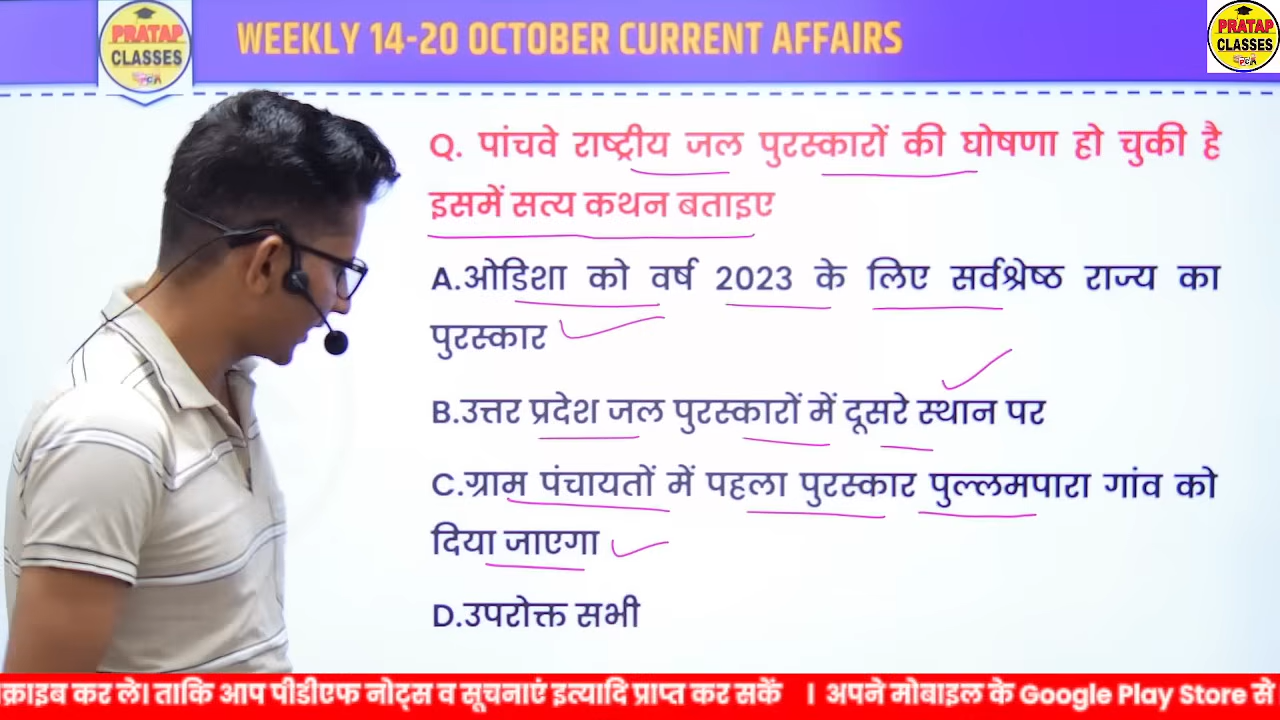 PRATAP
CLASSES
WEEKLY 14-20 OCTOBER CURRENT AFFAIRS
PRATAP
CLASSES
Q. पांचवे राष्ट्रीय जल पुरस्कारों की घोषणा हो चुकी है
इसमें सत्य कथन बताइए
A.ओडिशा को वर्ष 2023 के लिए सर्वश्रेष्ठ राज्य का
पुरस्कार
B.उत्तर प्रदेश जल पुरस्कारों में दूसरे स्थान पर
C.ग्राम पंचायतों में पहला पुरस्कार पुल्लमपारा गांव को
दिया जाएगा
D.उपरोक्त सभी
कर ले। ताकि आप पीडीएफ नोट्स व सूचनाएं इत्यादि प्राप्त कर सकें । अपने मोबाइल के Google Play Store से